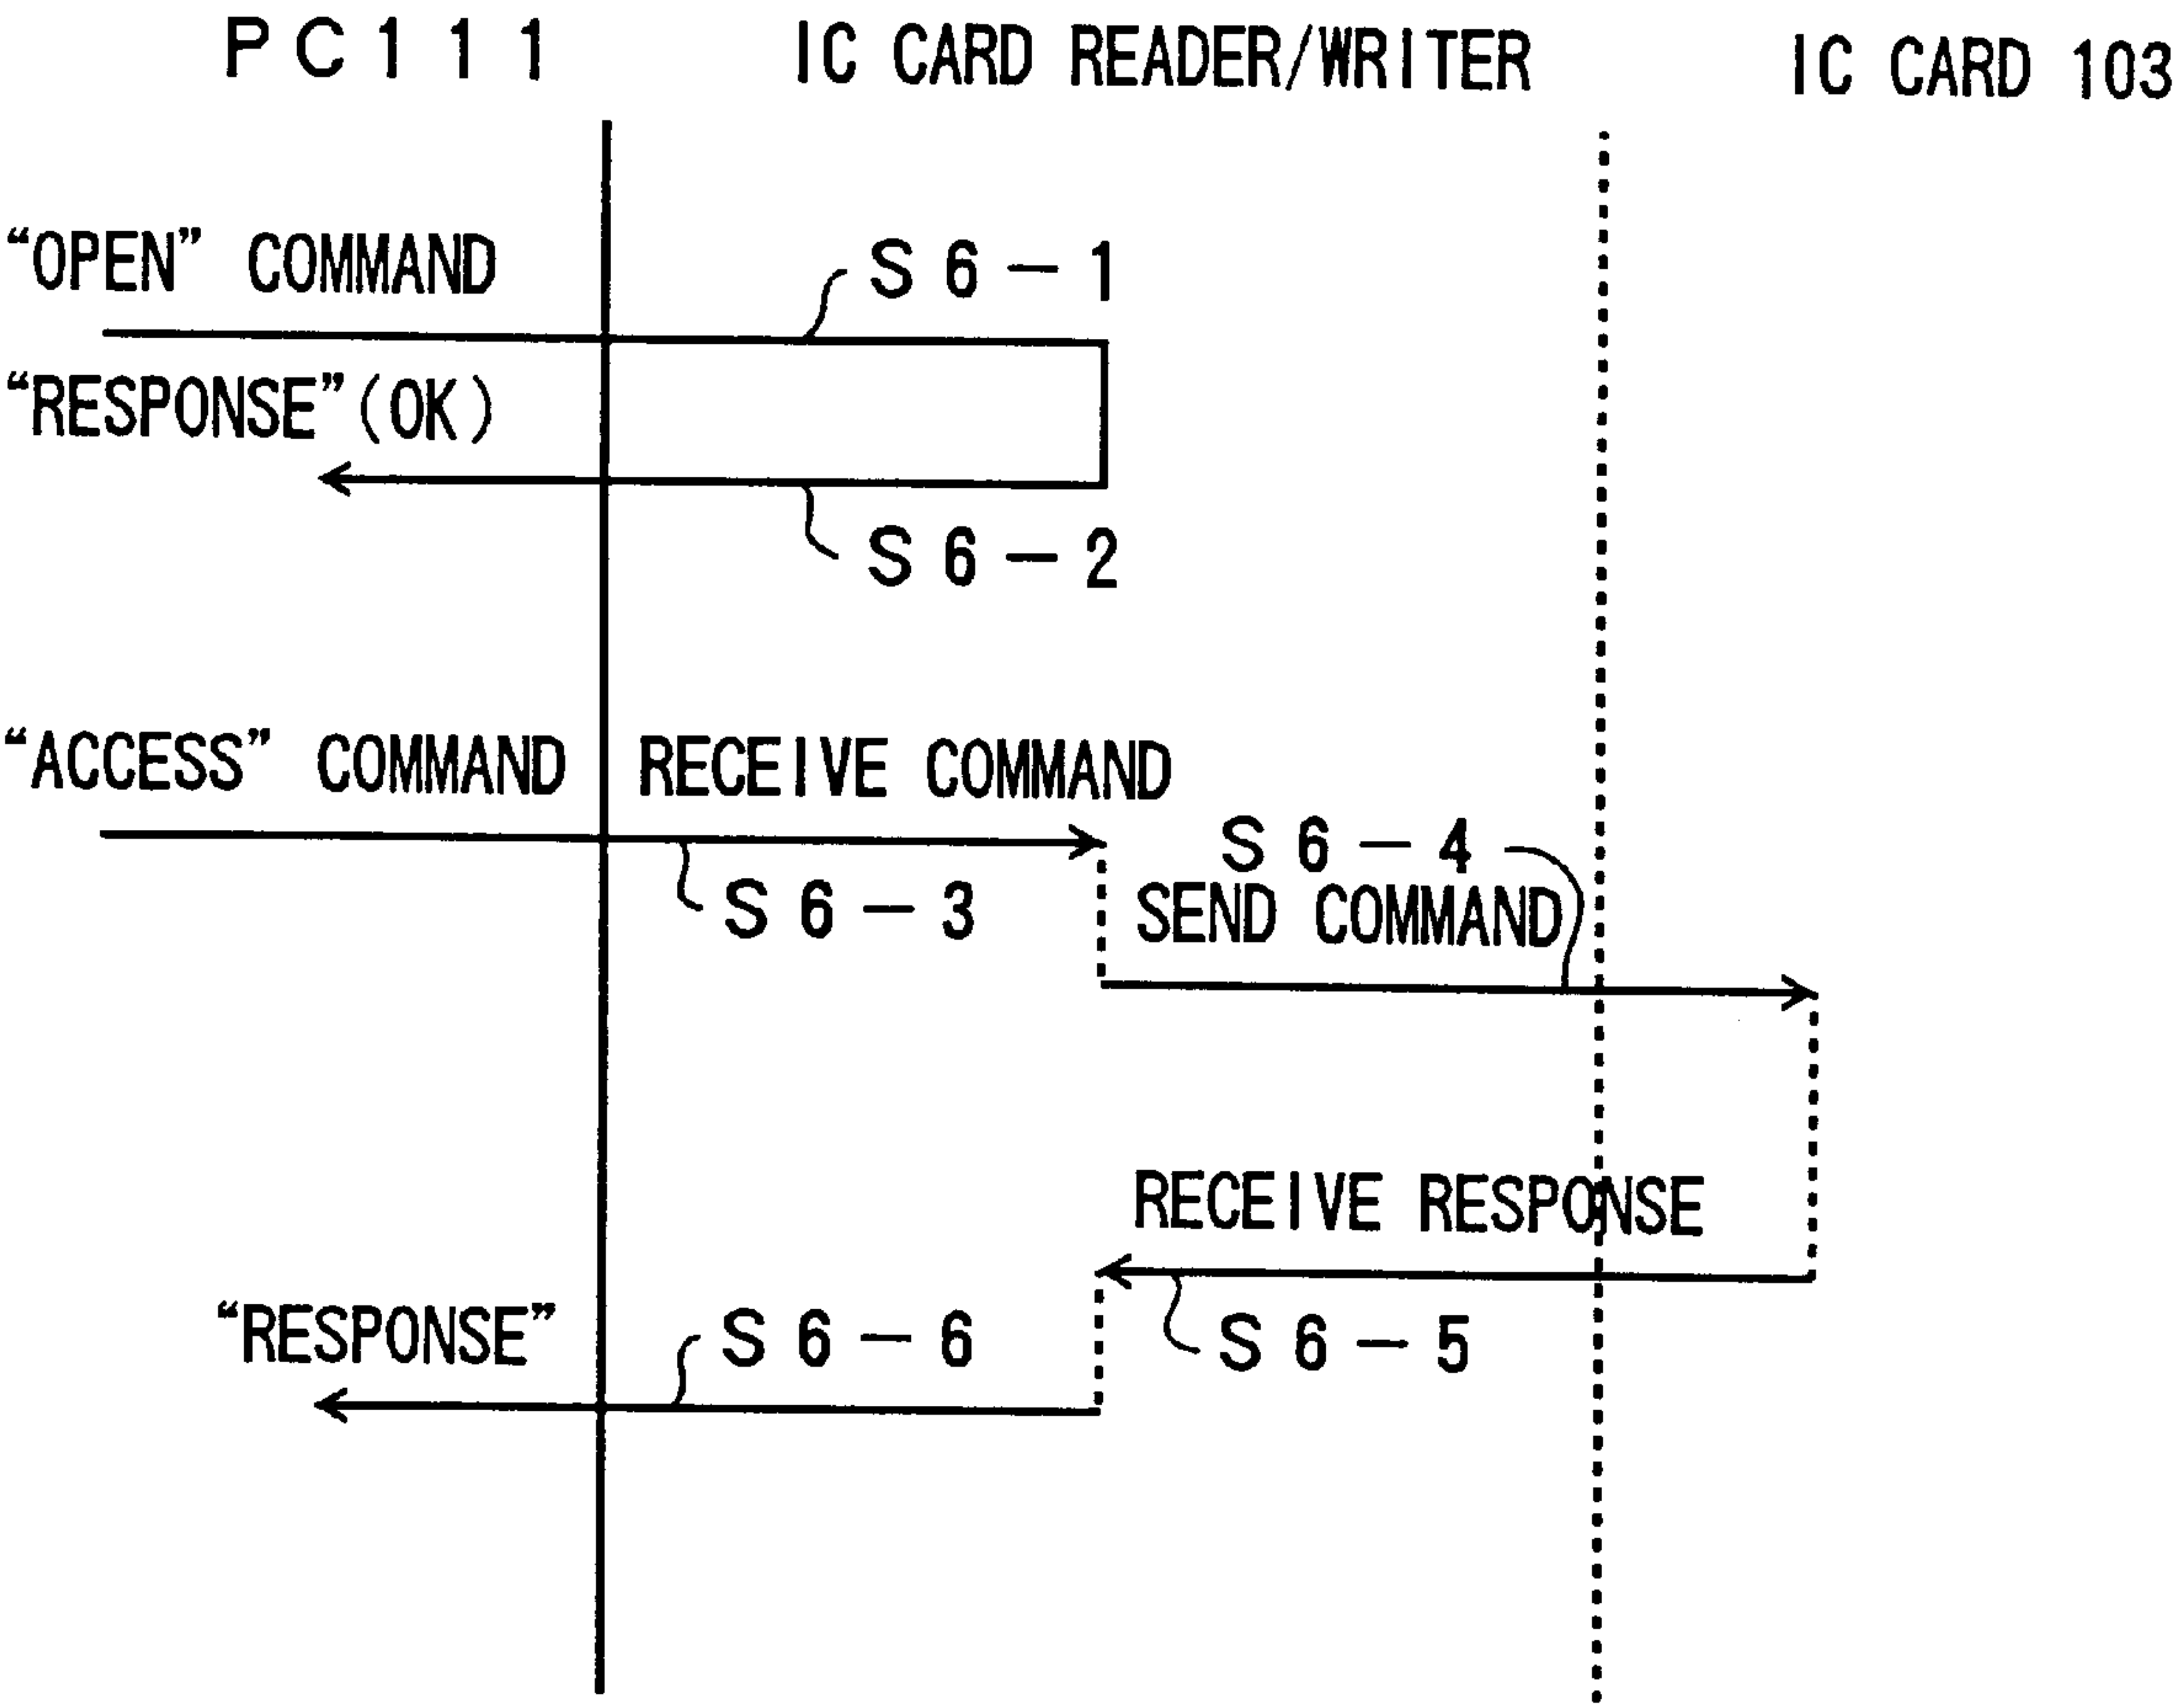 PC111 IC CARD READER/WRITER IC CARD 103
“OPEN” COMMAND
S6-1
“RESPONSE”(OK)
S6-2
“ACCESS” COMMAND RECEIVE COMMAND
S6-4
S6-3 SEND COMMAND
RECEIVE RESPONSE
“RESPONSE” S6-6 S6-5